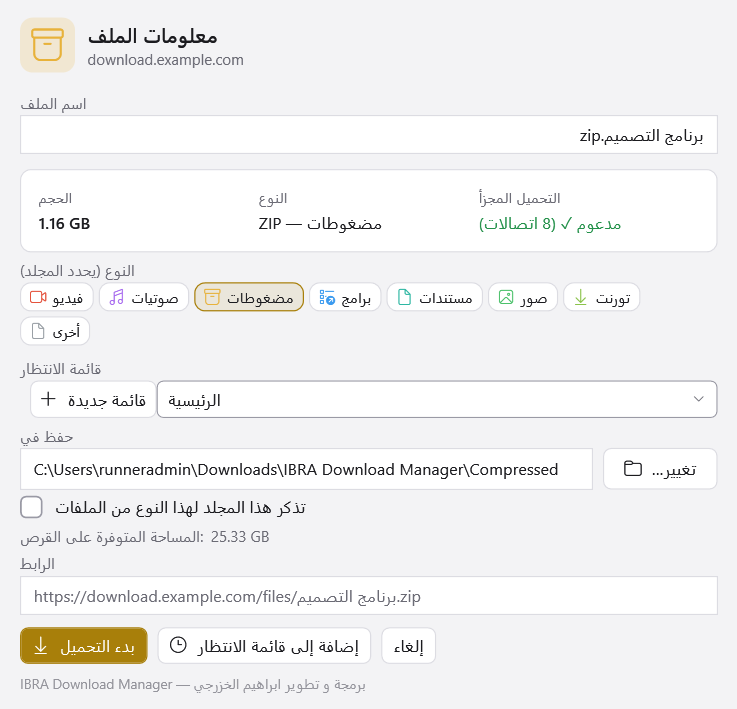 معلومات الملف
download.example.com
اسم الملف
برنامج التصميم.zip
الحجم
1.16 GB
النوع
ZIP — مضغوطات
التحميل المجزأ
مدعوم ✓ (8 اتصالات)
النوع (يحدد المجلد)
فيديو
صوتيات
مضغوطات
برامج
مستندات
صور
تورنت
أخرى
قائمة الانتظار
قائمة جديدة
الرئيسية
حفظ في
C:\Users\runneradmin\Downloads\IBRA Download Manager\Compressed
تغيير...
تذكر هذا المجلد لهذا النوع من الملفات
المساحة المتوفرة على القرص: 25.33 GB
الرابط
https://download.example.com/files/برنامج التصميم.zip
بدء التحميل
إضافة إلى قائمة الانتظار
إلغاء
IBRA Download Manager — برمجة و تطوير ابراهيم الخزرجي